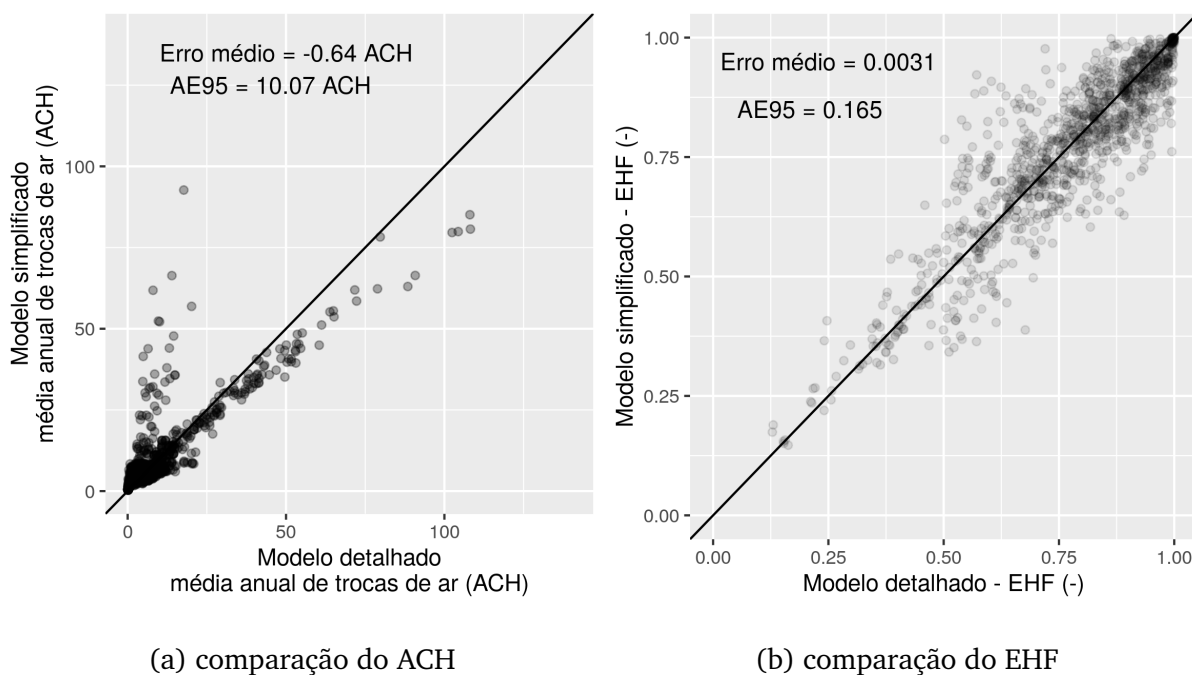 Erro médio = -0.64 ACH
AE95 = 10.07 ACH
Modelo simplificado
média anual de trocas de ar (ACH)
100
50
0
0
50
100
Modelo detalhado
média anual de trocas de ar (ACH)
(a) comparação do ACH
Erro médio = 0.0031
AE95 = 0.165
Modelo simplificado - EHF (-)
1.00
0.75
0.50
0.25
0.00
0.00
0.25
0.50
0.75
1.00
Modelo detalhado - EHF (-)
(b) comparação do EHF